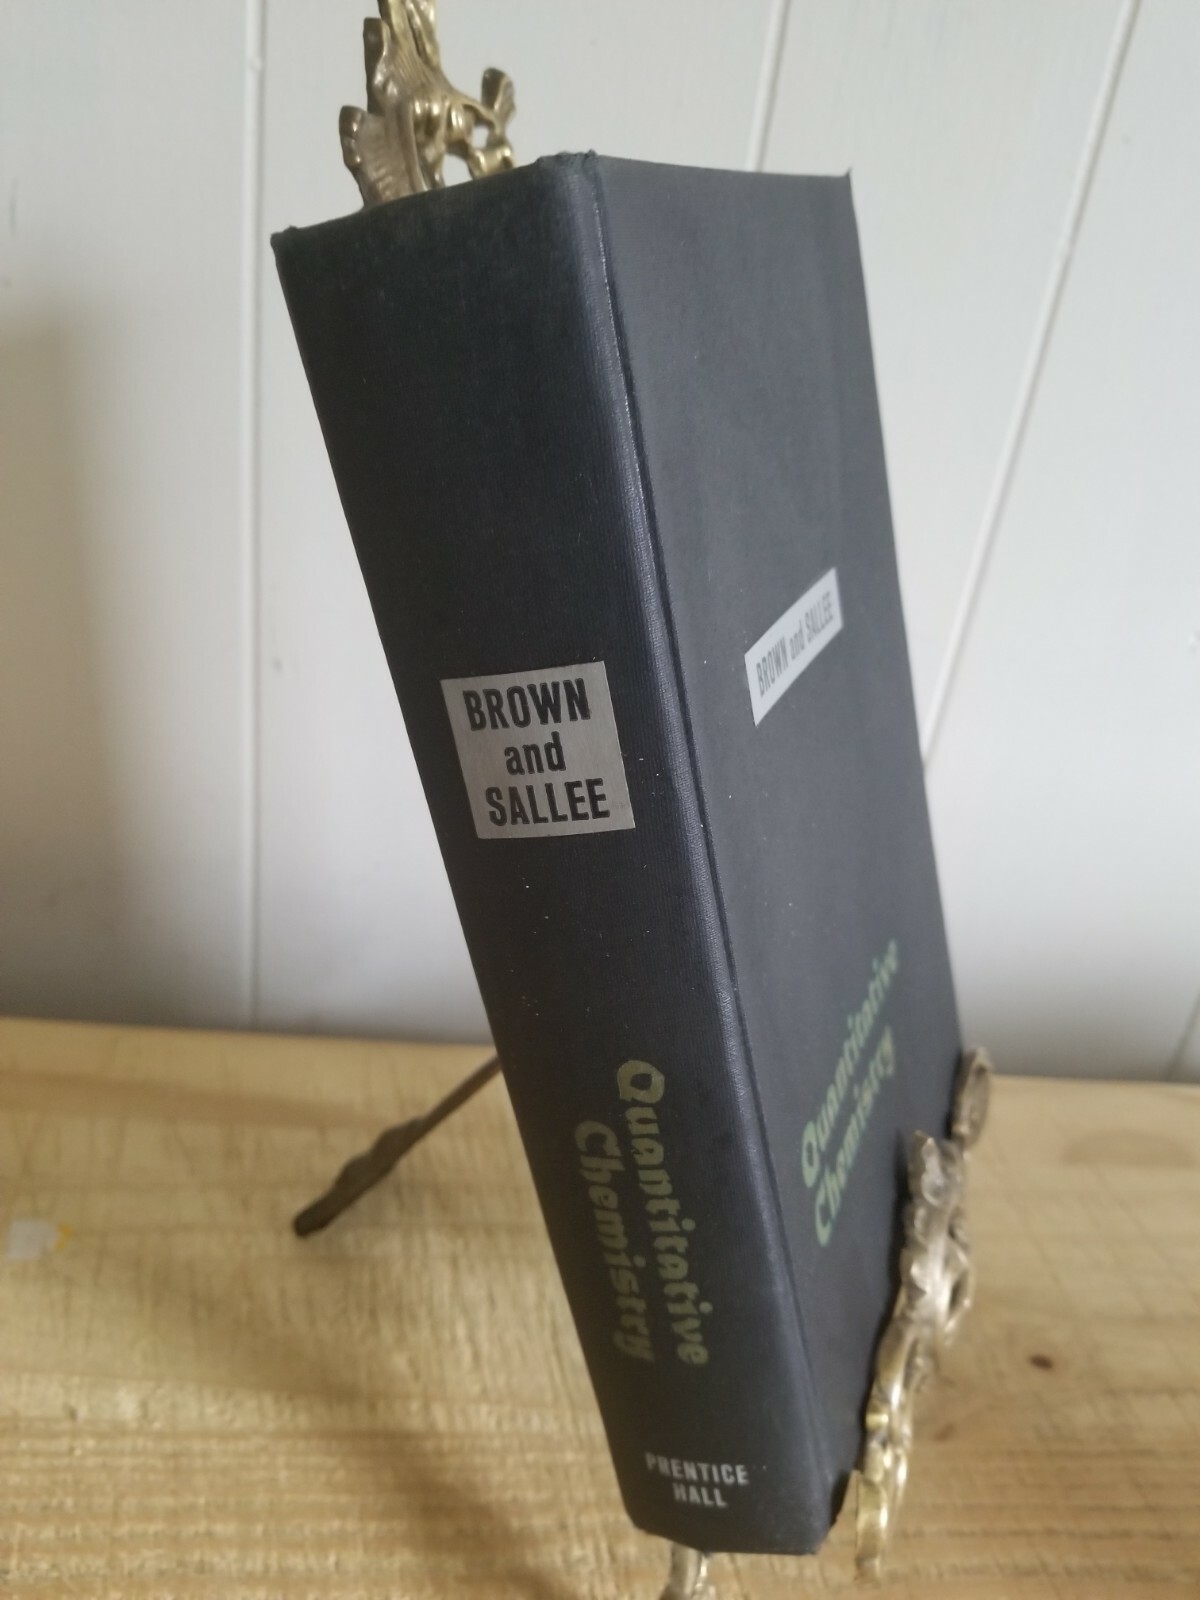 BROWN
and
SALLEE
Quantitative
Chemistry
PRENTICE
HALL
BROWN and SALLEE
Quantitative
Chemistry